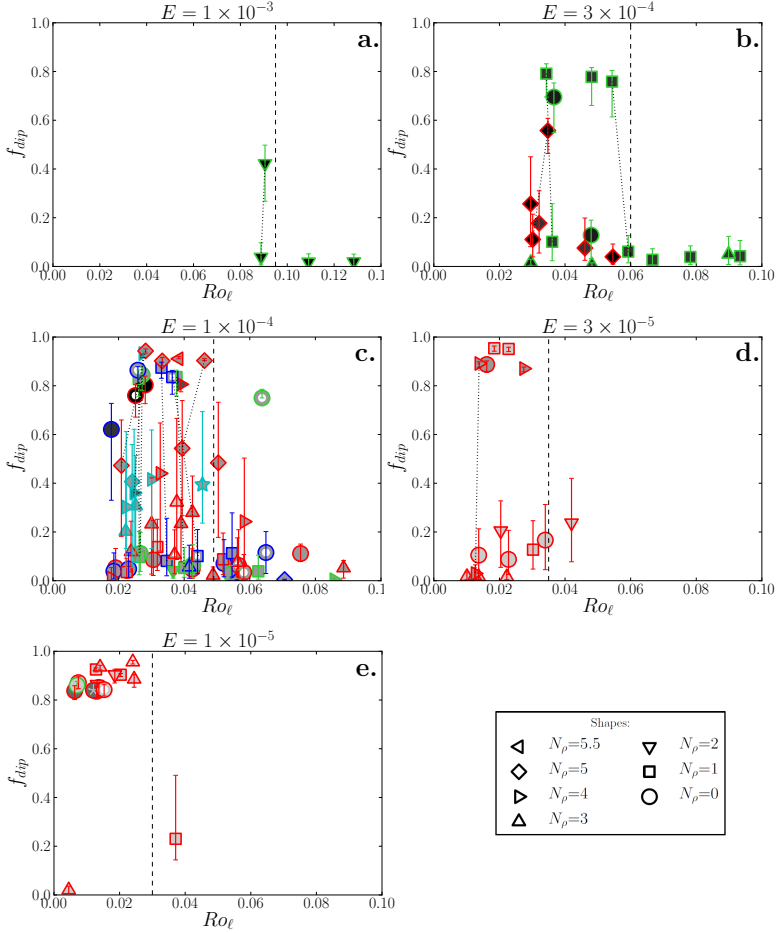 E = 1 × 10⁻³
a.
f_dip
1.0
0.8
0.6
0.4
0.2
0.0
0.00 0.02 0.04 0.06 0.08 0.10 0.12 0.1
Ro_ℓ
E = 3 × 10⁻⁴
b.
f_dip
1.0
0.8
0.6
0.4
0.2
0.0
0.00 0.02 0.04 0.06 0.08 0.10
Ro_ℓ
E = 1 × 10⁻⁴
c.
f_dip
1.0
0.8
0.6
0.4
0.2
0.0
0.00 0.02 0.04 0.06 0.08 0.10
Ro_ℓ
E = 3 × 10⁻⁵
d.
f_dip
1.0
0.8
0.6
0.4
0.2
0.0
0.00 0.02 0.04 0.06 0.08 0.10
Ro_ℓ
E = 1 × 10⁻⁵
e.
f_dip
1.0
0.8
0.6
0.4
0.2
0.0
0.00 0.02 0.04 0.06 0.08 0.10
Ro_ℓ
Shapes:
N_ρ=5.5
N_ρ=5
N_ρ=4
N_ρ=3
N_ρ=2
N_ρ=1
N_ρ=0